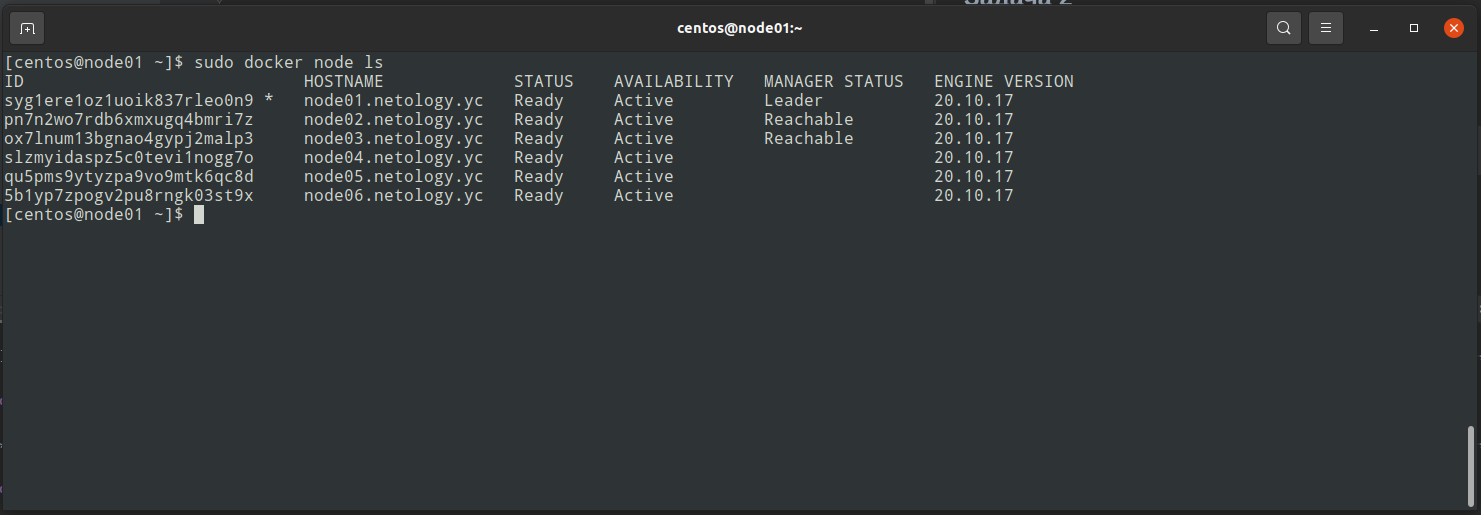 centos@node01:~
[centos@node01 ~]$ sudo docker node ls
ID                            HOSTNAME             STATUS    AVAILABILITY   MANAGER STATUS   ENGINE VERSION
syg1ere1oz1uoik837rleo0n9 *   node01.netology.yc   Ready     Active         Leader           20.10.17
pn7n2wo7rdb6xmxugq4bmri7z     node02.netology.yc   Ready     Active         Reachable        20.10.17
ox7lnum13bgnao4gypj2malp3     node03.netology.yc   Ready     Active         Reachable        20.10.17
slzmyidaspz5c0tevi1nogg7o     node04.netology.yc   Ready     Active                          20.10.17
qu5pms9ytyzpa9vo9mtk6qc8d     node05.netology.yc   Ready     Active                          20.10.17
5b1yp7zpogv2pu8rngk03st9x     node06.netology.yc   Ready     Active                          20.10.17
[centos@node01 ~]$